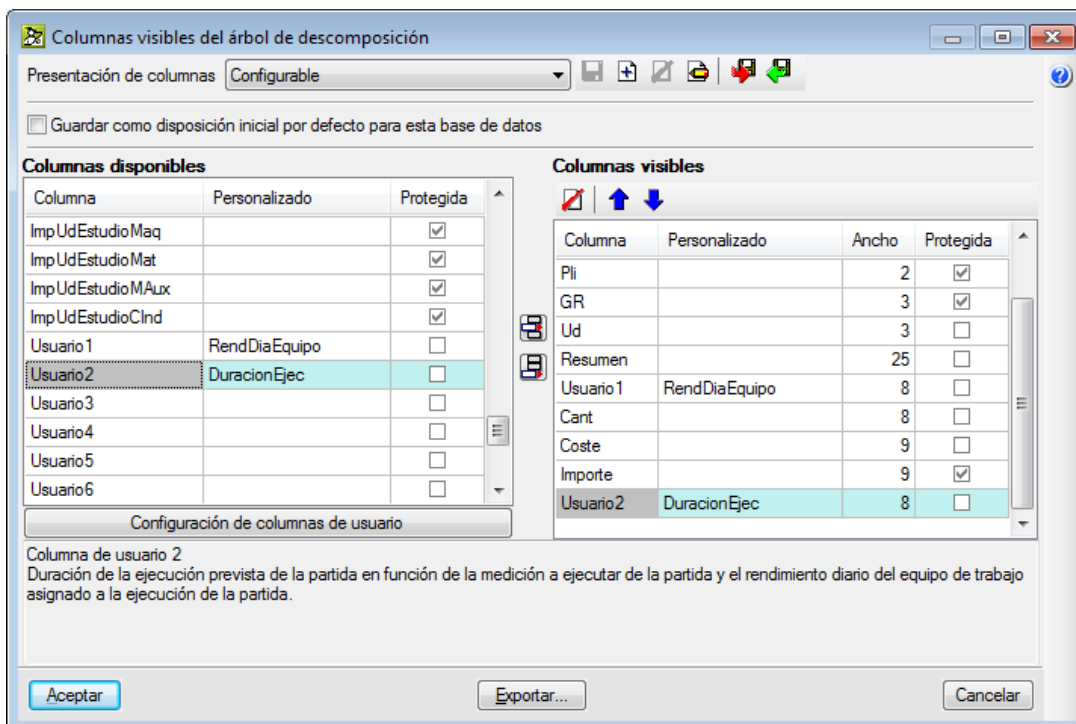 Columnas visibles del árbol de descomposición
Presentación de columnas Configurable
Guardar como disposición inicial por defecto para esta base de datos
Columnas disponibles
Columna Personalizado Protegida
ImpUdEstudioMaq
ImpUdEstudioMat
ImpUdEstudioMAux
ImpUdEstudioCInd
Usuario1 RendDiaEquipo
Usuario2 DuracionEjec
Usuario3
Usuario4
Usuario5
Usuario6
Configuración de columnas de usuario
Columnas visibles
Columna Personalizado Ancho Protegida
Pli 2
GR 3
Ud 3
Resumen 25
Usuario1 RendDiaEquipo 8
Cant 8
Coste 9
Importe 9
Usuario2 DuracionEjec 8
Columna de usuario 2
Duración de la ejecución prevista de la partida en función de la medición a ejecutar de la partida y el rendimiento diario del equipo de trabajo
asignado a la ejecución de la partida.
Aceptar Exportar... Cancelar